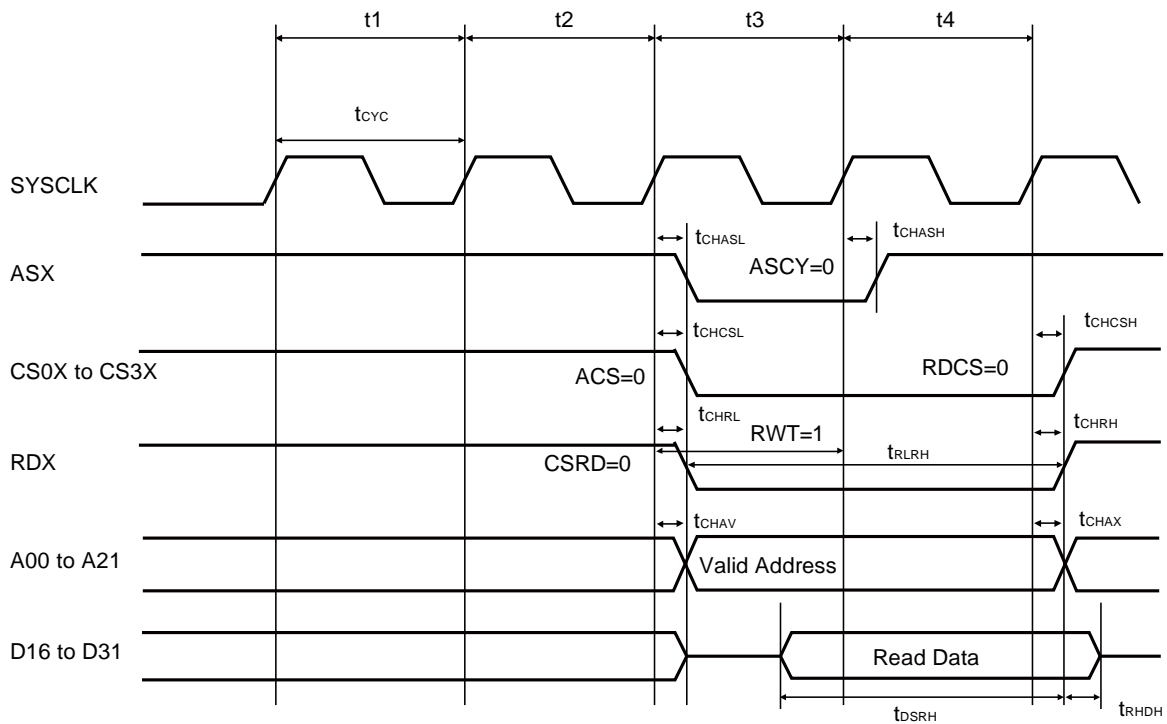 t1 t2 t3 t4
tCYC
SYSCLK
tCHASL tCHASH
ASX ASCY=0
tCHCSL tCHCSH
CS0X to CS3X ACS=0 RDCS=0
tCHRL tCHRH
RWT=1
RDX CSRD=0 tRLRH
tCHAV tCHAX
A00 to A21 Valid Address
D16 to D31 Read Data
tDSRH tRHDH